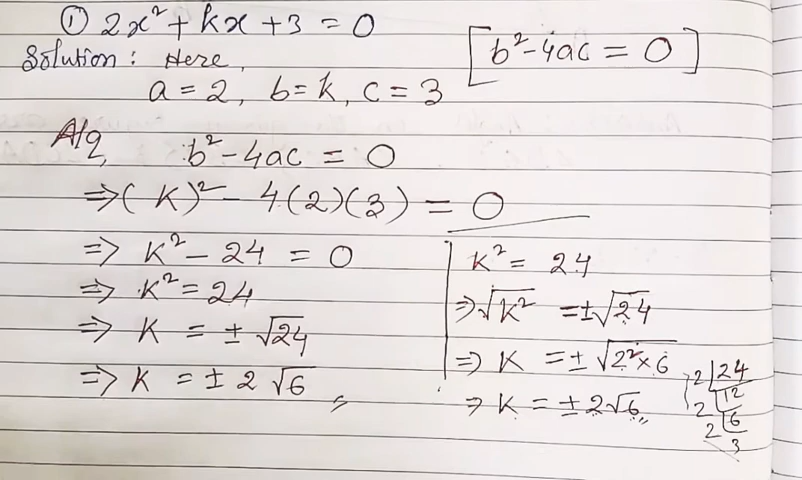 ① 2x² + kx + 3 = 0
Solution : Here,
[b² - 4ac = 0]
a = 2, b = k, c = 3
A/q, b² - 4ac = 0
⇒ (K)² - 4(2)(3) = 0
⇒ K² - 24 = 0
⇒ K² = 24
⇒ K = ± √24
⇒ K = ± 2 √6
K² = 24
⇒ √K² = ±√24
⇒ K = ± √2²×6
⇒ K = ± 2√6
2 | 24
2 | 12
2 | 6
3